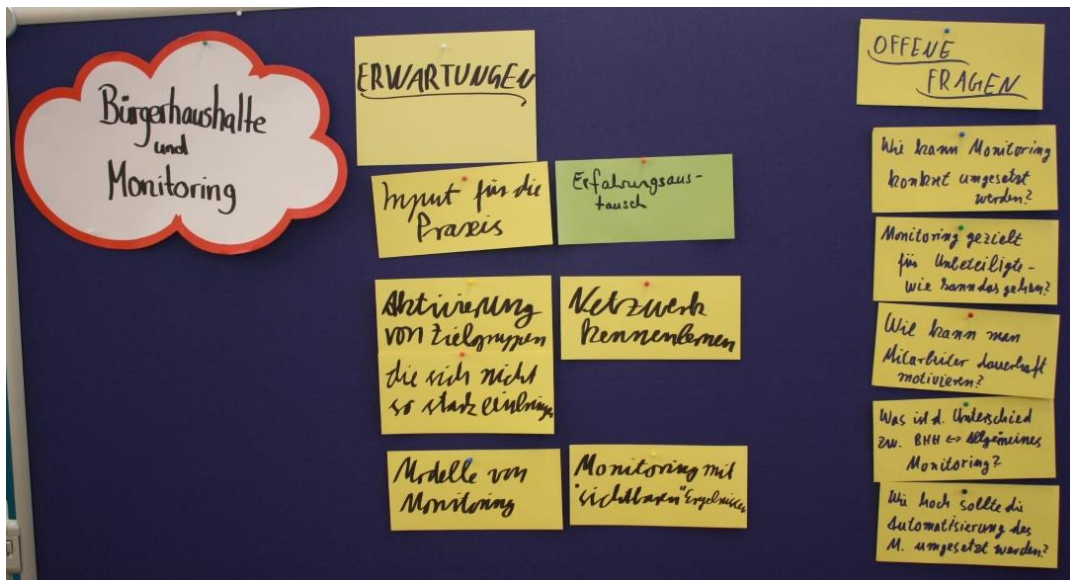 Bürgerhaushalte
und
Monitoring
ERWARTUNGEN
Input für die
Praxis
Erfahrungsaus-
tausch
Aktivierung
von Zielgruppen
die sich nicht
so stark einbringen
Netzwerk
kennenlernen
Modelle von
Monitoring
Monitoring mit
"sichtbaren" Ergebnissen
OFFENE
FRAGEN
Wie kann Monitoring
konkret umgesetzt
werden?
Monitoring gezielt
für Unbeteiligte -
wie kann das gehen?
Wie kann man
Mitarbeiter dauerhaft
motivieren?
Was ist d. Unterschied
zw. BHH ↔ Allgemeines
Monitoring?
Wie hoch sollte die
Automatisierung des
M. umgesetzt werden?